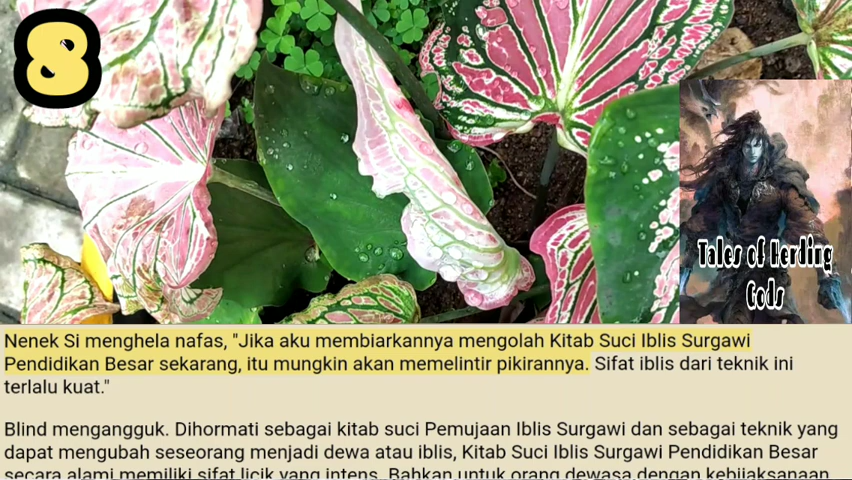 8
Tales of Herding
Gods
Nenek Si menghela nafas, "Jika aku membiarkannya mengolah Kitab Suci Iblis Surgawi
Pendidikan Besar sekarang, itu mungkin akan memelintir pikirannya. Sifat iblis dari teknik ini
terlalu kuat."
Blind mengangguk. Dihormati sebagai kitab suci Pemujaan Iblis Surgawi dan sebagai teknik yang
dapat mengubah seseorang menjadi dewa atau iblis, Kitab Suci Iblis Surgawi Pendidikan Besar
secara alami memiliki sifat licik yang intens. Bahkan untuk orang dewasa dengan kebijaksanaan